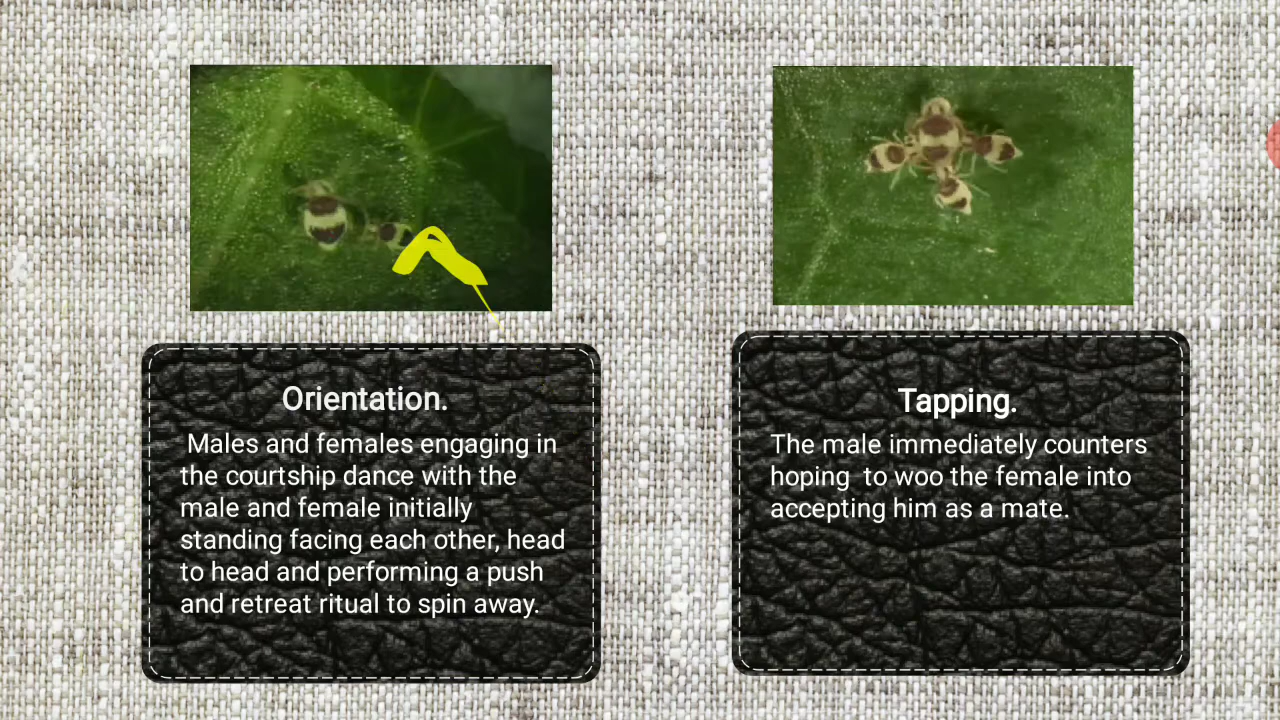 Orientation.
Males and females engaging in
the courtship dance with the
male and female initially
standing facing each other, head
to head and performing a push
and retreat ritual to spin away.
Tapping.
The male immediately counters
hoping  to woo the female into
accepting him as a mate.